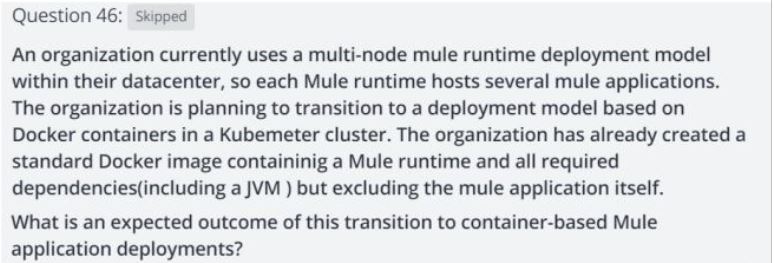 Question 46: Skipped
An organization currently uses a multi-node mule runtime deployment model
within their datacenter, so each Mule runtime hosts several mule applications.
The organization is planning to transition to a deployment model based on
Docker containers in a Kubemeter cluster. The organization has already created a
standard Docker image containinig a Mule runtime and all required
dependencies(including a JVM ) but excluding the mule application itself.
What is an expected outcome of this transition to container-based Mule
application deployments?